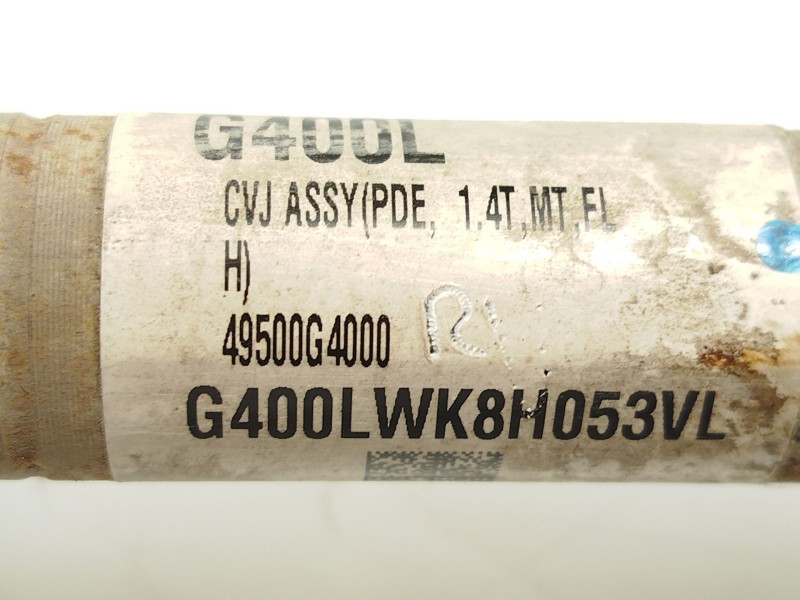 G400L
CVJ ASSY(PDE, 1.4T,MT,FL
H)
49500G4000
G400LWK8H053VL